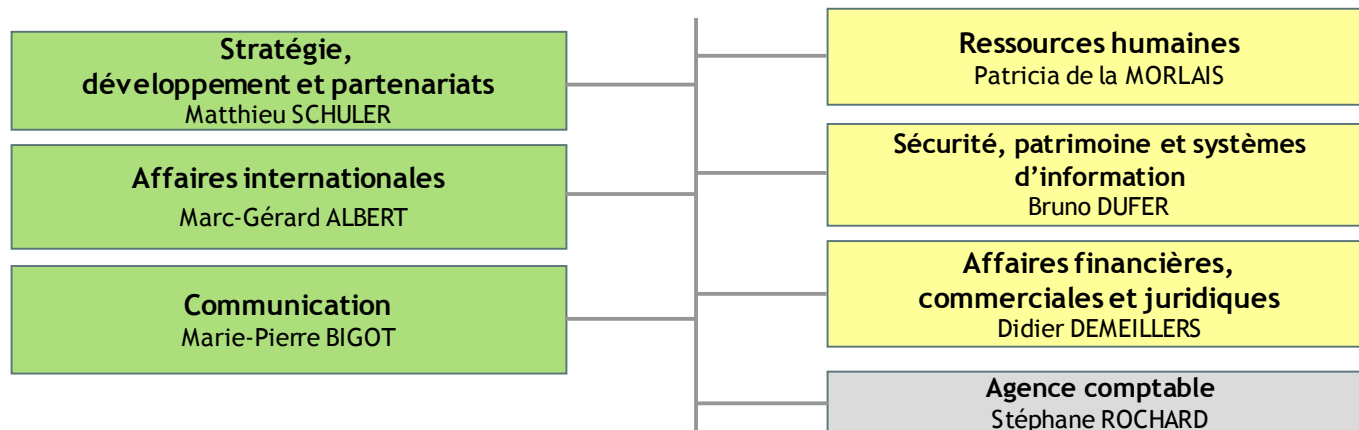 Stratégie,
développement et partenariats
Matthieu SCHULER
Affaires internationales
Marc-Gérard ALBERT
Communication
Marie-Pierre BIGOT
Ressources humaines
Patricia de la MORLAIS
Sécurité, patrimoine et systèmes
d’information
Bruno DUFER
Affaires financières,
commerciales et juridiques
Didier DEMEILLERS
Agence comptable
Stéphane ROCHARD